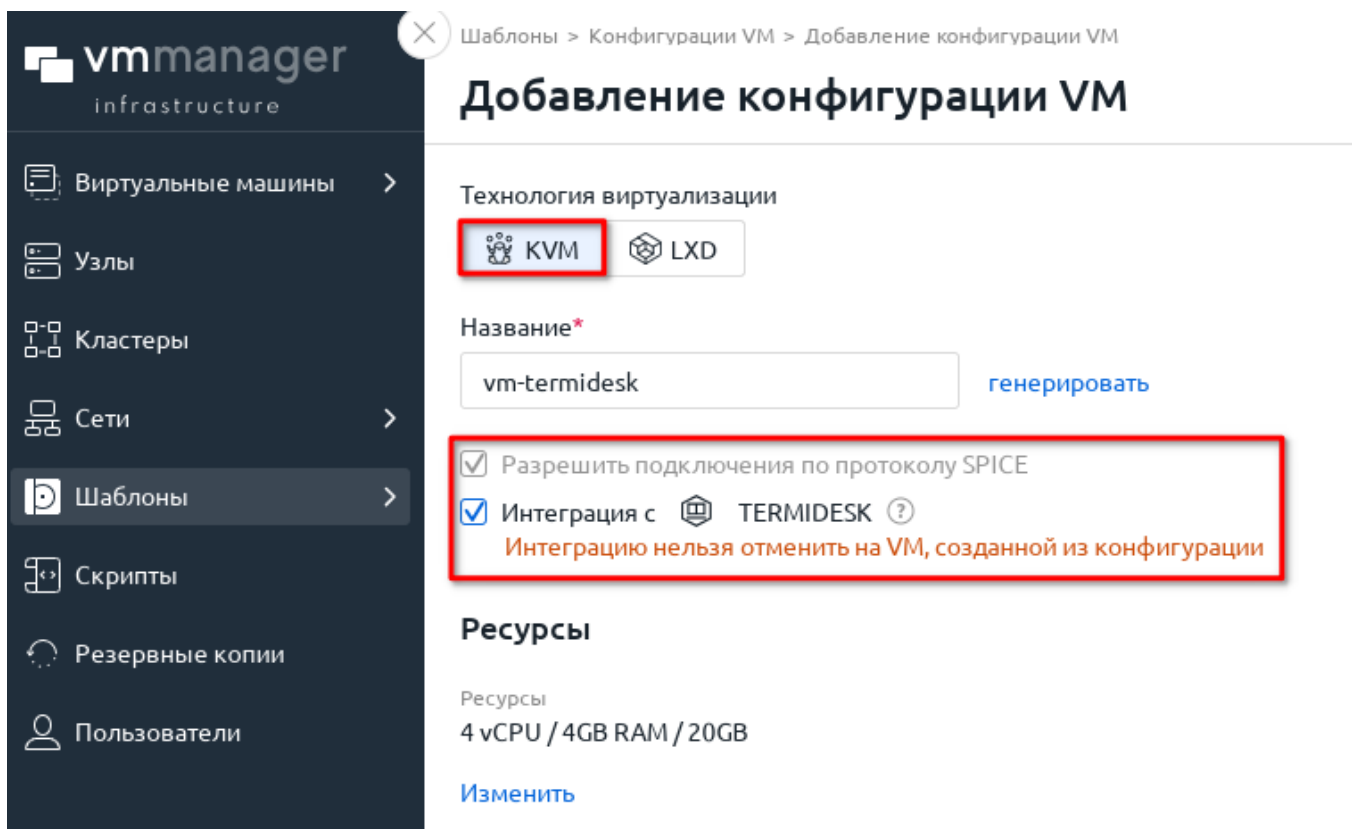 vmmanager
infrastructure
Виртуальные машины
Узлы
Кластеры
Сети
Шаблоны
Скрипты
Резервные копии
Пользователи
Шаблоны > Конфигурации VM > Добавление конфигурации VM
Добавление конфигурации VM
Технология виртуализации
KVM LXD
Название*
vm-termidesk генерировать
Разрешить подключения по протоколу SPICE
Интеграция с TERMIDESK ?
Интеграцию нельзя отменить на VM, созданной из конфигурации
Ресурсы
Ресурсы
4 vCPU / 4GB RAM / 20GB
Изменить